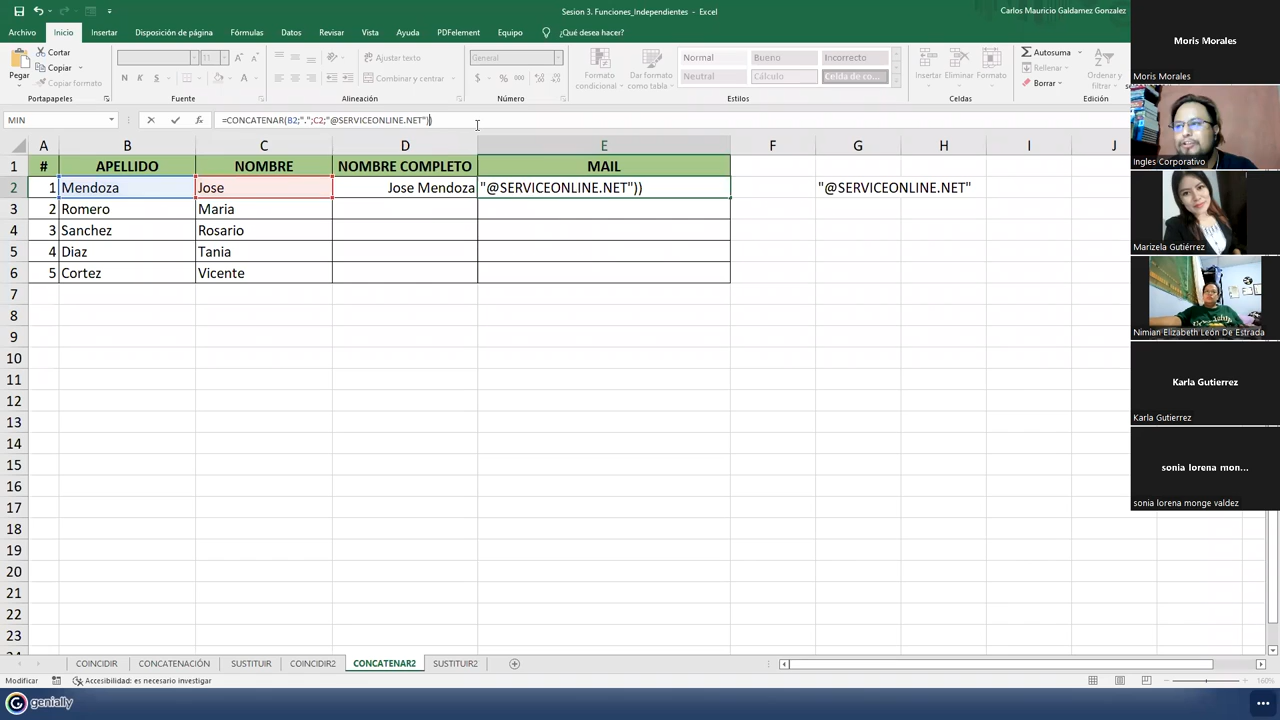 Sesion 3. Funciones_Independientes - Excel
Carlos Mauricio Galdamez Gonzalez
Archivo Inicio Insertar Disposición de página Fórmulas Datos Revisar Vista Ayuda PDFelement Equipo ¿Qué desea hacer?
Pegar Cortar Copiar Copiar formato
Portapapeles
11
N K S
Fuente
Ajustar texto
Combinar y centrar
Alineación
General
$ % 000
Número
Formato condicional
Dar formato como tabla
Normal Bueno Incorrecto
Neutral Cálculo Celda de co...
Estilos
Insertar Eliminar Formato
Celdas
Autosuma
Rellenar
Borrar
Ordenar y filtrar
Edición
MIN
=CONCATENAR(B2;".";C2;"@SERVICEONLINE.NET"))
A B C D E F G H I J
1 # APELLIDO NOMBRE NOMBRE COMPLETO MAIL
2 1 Mendoza Jose Jose Mendoza "@SERVICEONLINE.NET")) "@SERVICEONLINE.NET"
3 2 Romero Maria
4 3 Sanchez Rosario
5 4 Diaz Tania
6 5 Cortez Vicente
7
8
9
10
11
12
13
14
15
16
17
18
19
20
21
22
23
24
COINCIDIR CONCATENACIÓN SUSTITUIR COINCIDIR2 CONCATENAR2 SUSTITUIR2
Modificar Accesibilidad: es necesario investigar
160%
genially
Moris Morales
Moris Morales
Ingles Corporativo
Marizela Gutiérrez
Nimian Elizabeth León De Estrada
Karla Gutierrez
Karla Gutierrez
sonia lorena mon...
sonia lorena monge valdez